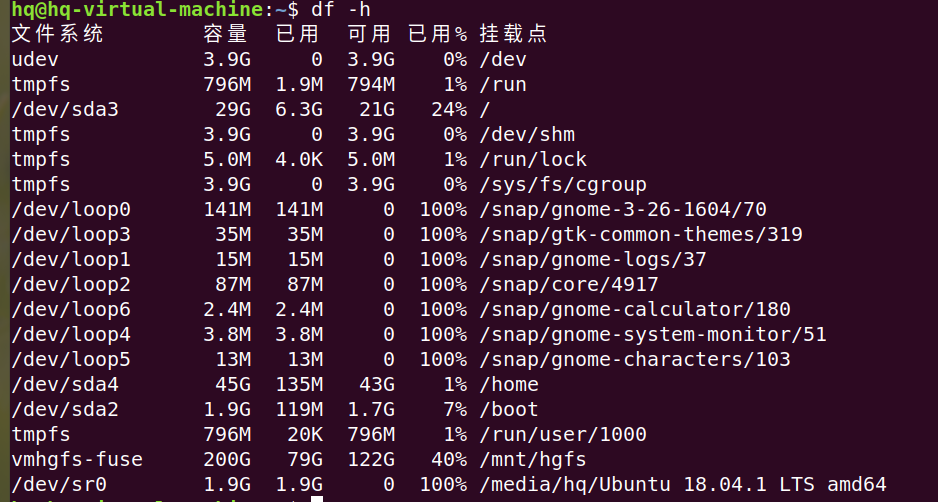 hq@hq-virtual-machine:~$ df -h
文件系统 容量 已用 可用 已用% 挂载点
udev 3.9G 0 3.9G 0% /dev
tmpfs 796M 1.9M 794M 1% /run
/dev/sda3 29G 6.3G 21G 24% /
tmpfs 3.9G 0 3.9G 0% /dev/shm
tmpfs 5.0M 4.0K 5.0M 1% /run/lock
tmpfs 3.9G 0 3.9G 0% /sys/fs/cgroup
/dev/loop0 141M 141M 0 100% /snap/gnome-3-26-1604/70
/dev/loop3 35M 35M 0 100% /snap/gtk-common-themes/319
/dev/loop1 15M 15M 0 100% /snap/gnome-logs/37
/dev/loop2 87M 87M 0 100% /snap/core/4917
/dev/loop6 2.4M 2.4M 0 100% /snap/gnome-calculator/180
/dev/loop4 3.8M 3.8M 0 100% /snap/gnome-system-monitor/51
/dev/loop5 13M 13M 0 100% /snap/gnome-characters/103
/dev/sda4 45G 135M 43G 1% /home
/dev/sda2 1.9G 119M 1.7G 7% /boot
tmpfs 796M 20K 796M 1% /run/user/1000
vmhgfs-fuse 200G 79G 122G 40% /mnt/hgfs
/dev/sr0 1.9G 1.9G 0 100% /media/hq/Ubuntu 18.04.1 LTS amd64